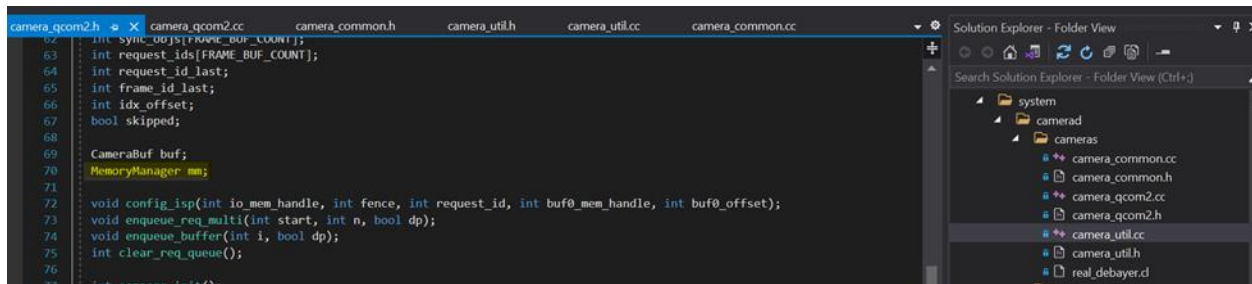 camera_qcom2.h camera_qcom2.cc camera_common.h camera_util.h camera_util.cc camera_common.cc
62 int sync_objs[FRAME_BUF_COUNT];
63 int request_ids[FRAME_BUF_COUNT];
64 int request_id_last;
65 int frame_id_last;
66 int idx_offset;
67 bool skipped;
68
69 CameraBuf buf;
70 MemoryManager mm;
71
72 void config_isp(int io_mem_handle, int fence, int request_id, int buf0_mem_handle, int buf0_offset);
73 void enqueue_req_multi(int start, int n, bool dp);
74 void enqueue_buffer(int i, bool dp);
75 int clear_req_queue();
76
Solution Explorer - Folder View
Search Solution Explorer - Folder View (Ctrl+;)
system
camerad
cameras
camera_common.cc
camera_common.h
camera_qcom2.cc
camera_qcom2.h
camera_util.cc
camera_util.h
real_debayer.cl